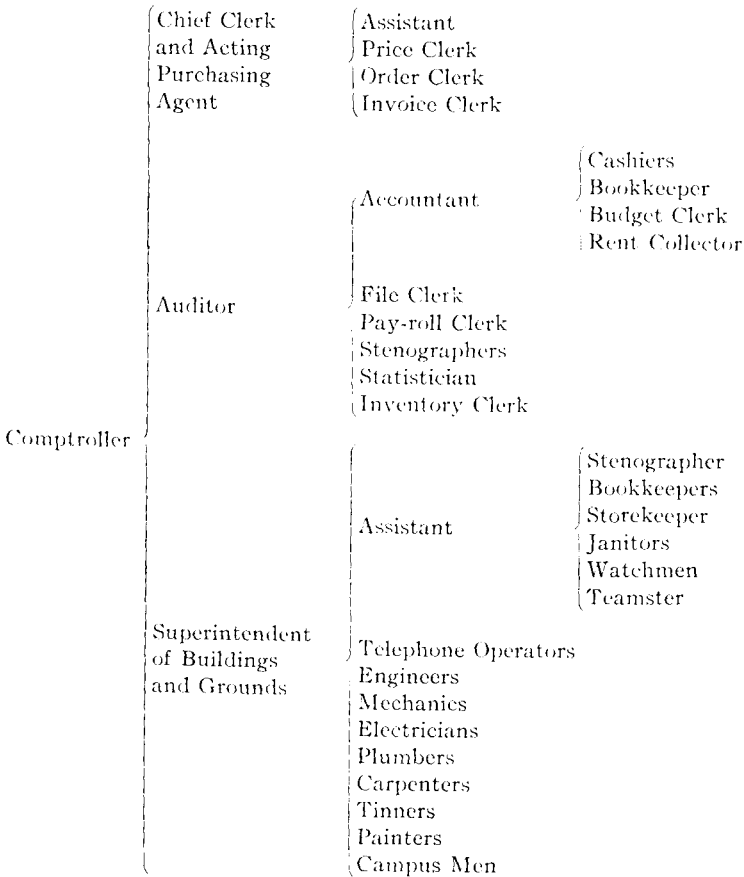 Chief Clerk
and Acting
Purchasing
Agent
Assistant
Price Clerk
Order Clerk
Invoice Clerk
Cashiers
Bookkeeper
Accountant
Budget Clerk
Rent Collector
File Clerk
Auditor
Pay-roll Clerk
Stenographers
Statistician
Inventory Clerk
Comptroller
Stenographer
Bookkeepers
Storekeeper
Assistant
Janitors
Watchmen
Teamster
Superintendent
of Buildings
and Grounds
Telephone Operators
Engineers
Mechanics
Electricians
Plumbers
Carpenters
Tinners
Painters
Campus Men